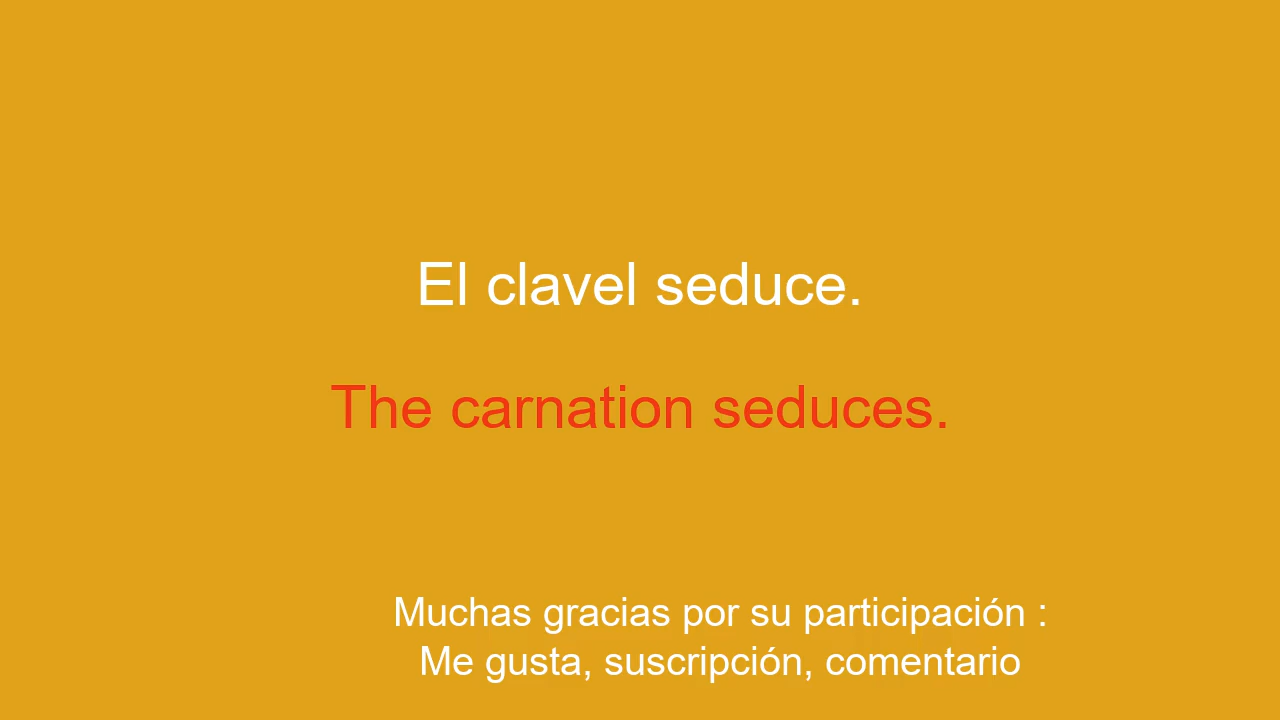 El clavel seduce.
The carnation seduces.
Muchas gracias por su participación :
Me gusta, suscripción, comentario